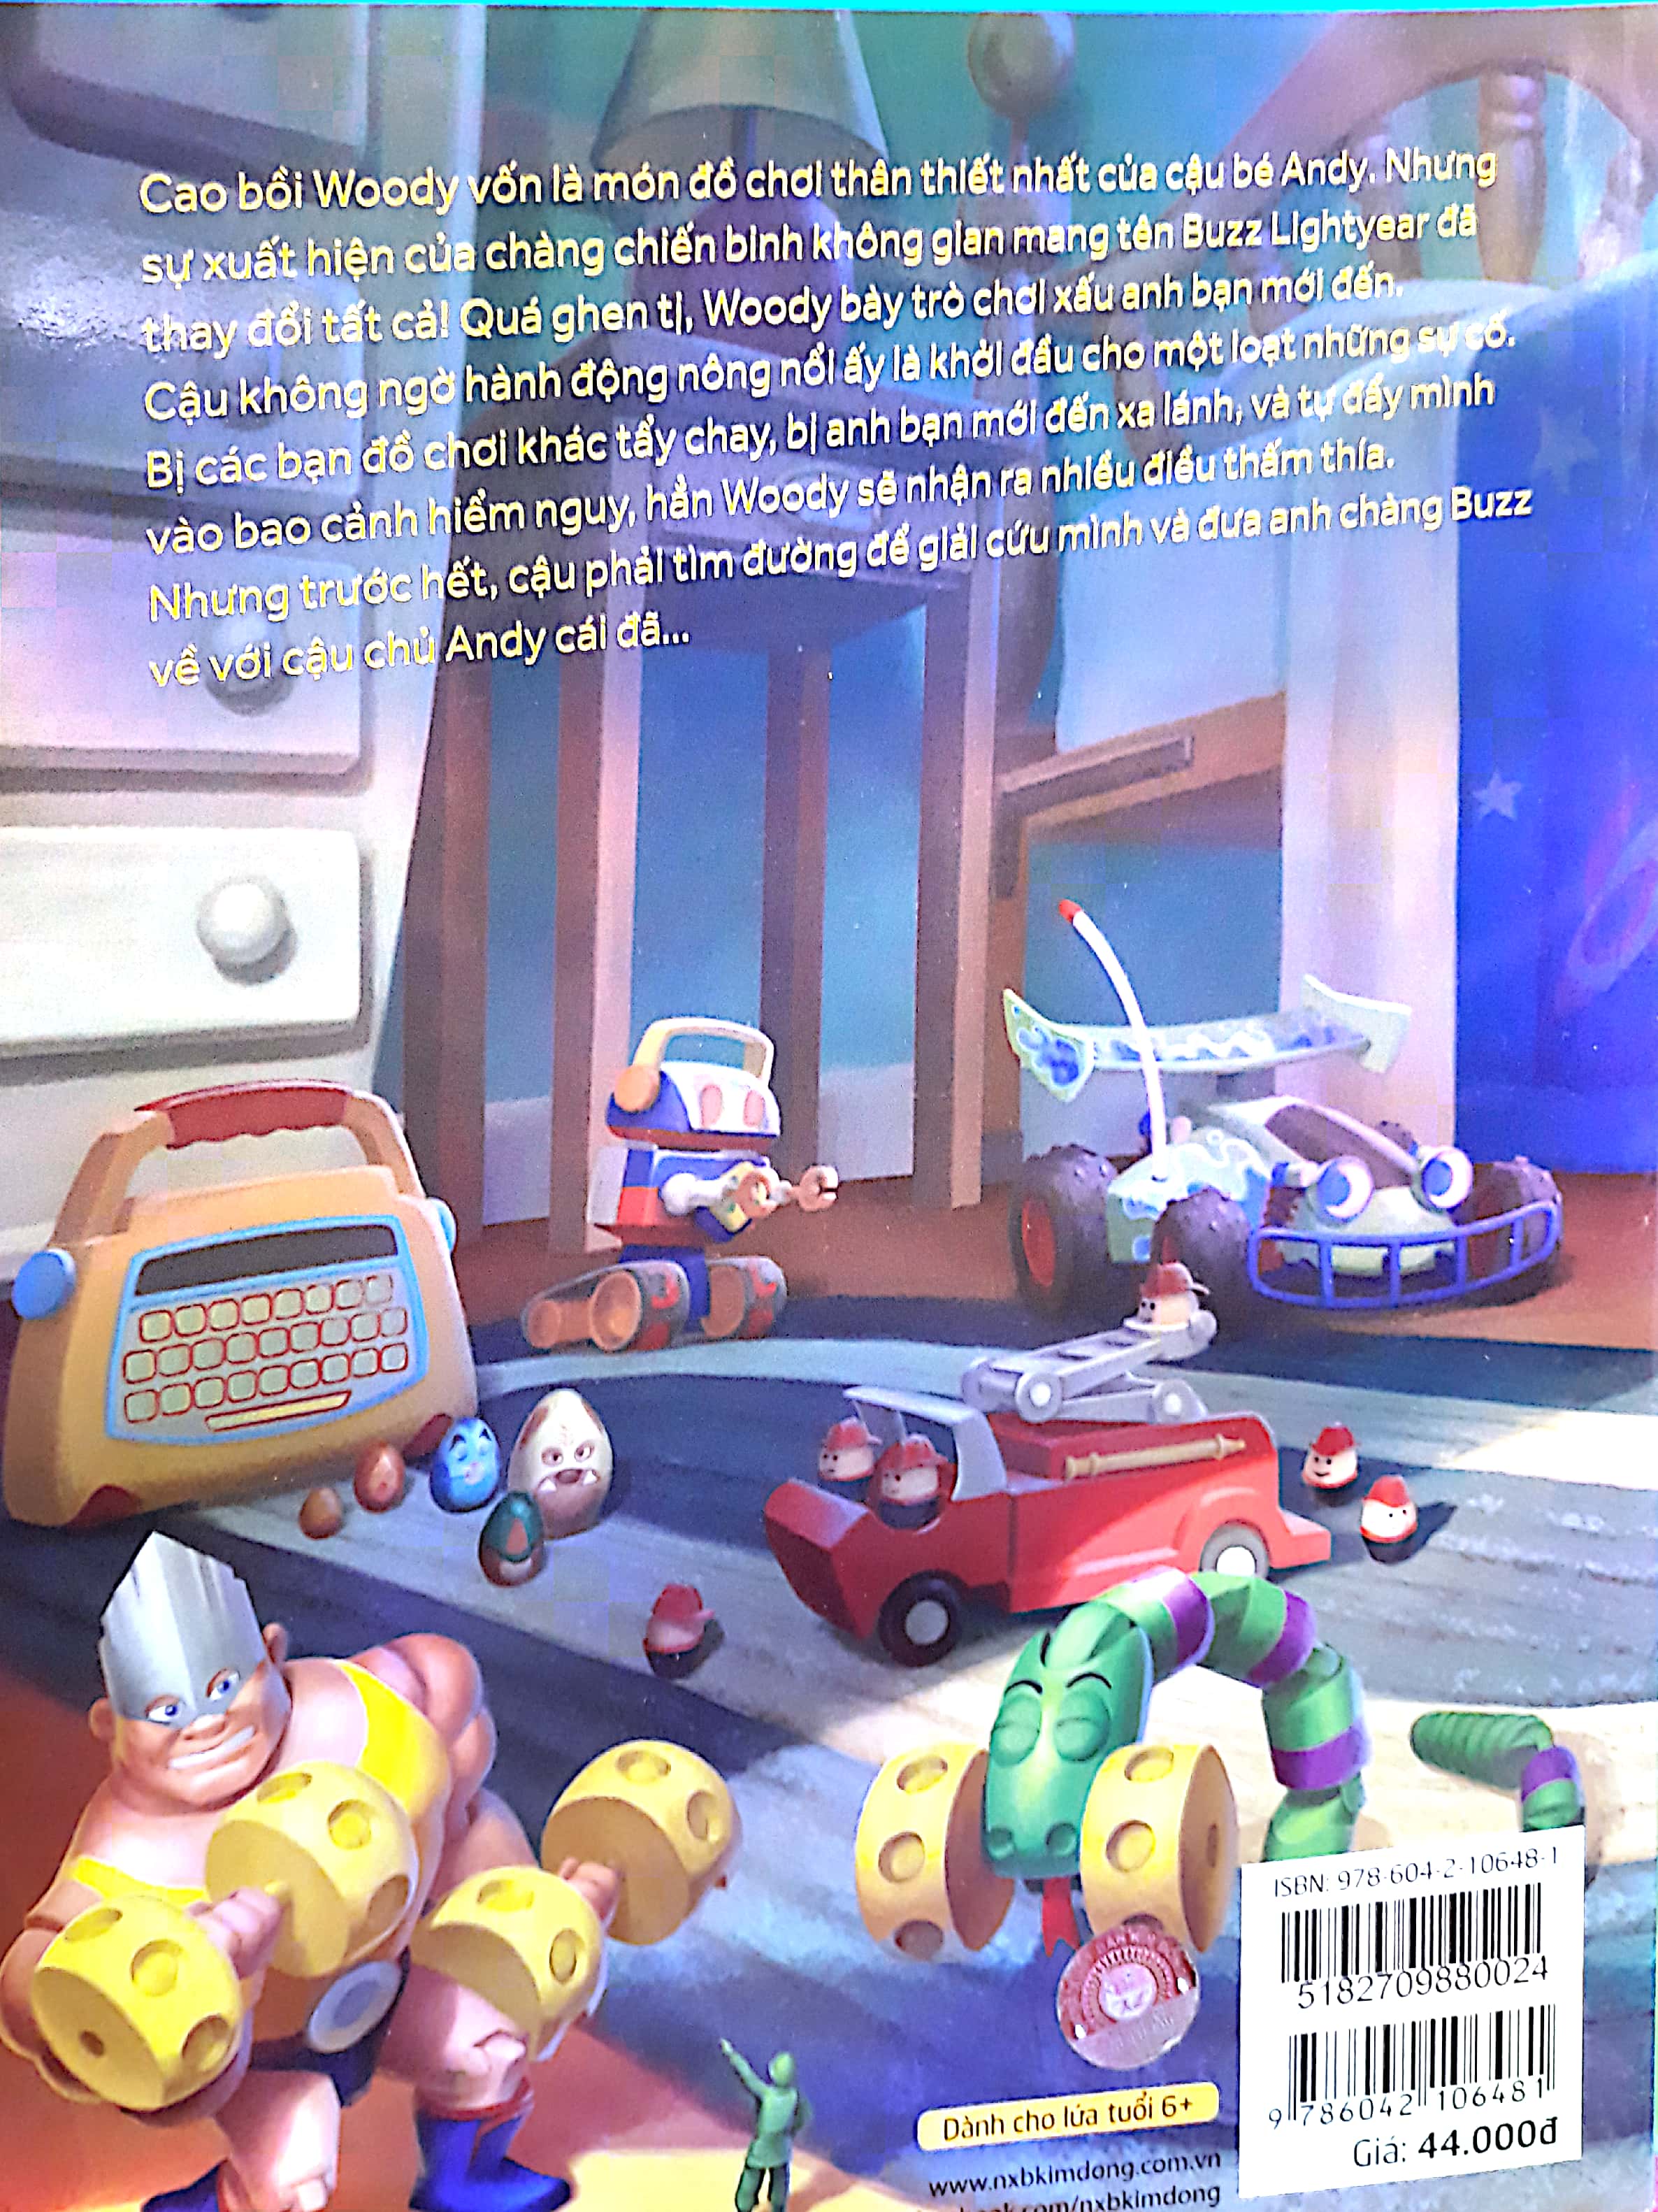 Cao bồi Woody vốn là món đồ chơi thân thiết nhất của cậu bé Andy. Nhưng
sự xuất hiện của chàng chiến binh không gian mang tên Buzz Lightyear đã
thay đổi tất cả! Quá ghen tị, Woody bày trò chơi xấu anh bạn mới đến.
Cậu không ngờ hành động nông nổi ấy là khởi đầu cho một loạt những sự cố.
Bị các bạn đồ chơi khác tẩy chay, bị anh bạn mới đến xa lánh, và tự đẩy mình
vào bao cảnh hiểm nguy, hẳn Woody sẽ nhận ra nhiều điều thấm thía.
Nhưng trước hết, cậu phải tìm đường để giải cứu mình và đưa anh chàng Buzz
về với cậu chủ Andy cái đã...
ISBN: 978-604-2-10648-1
5182709880024
9 786042 106481
Giá: 44.000đ
Dành cho lứa tuổi 6+
www.nxbkimdong.com.vn
.com/nxbkimdong